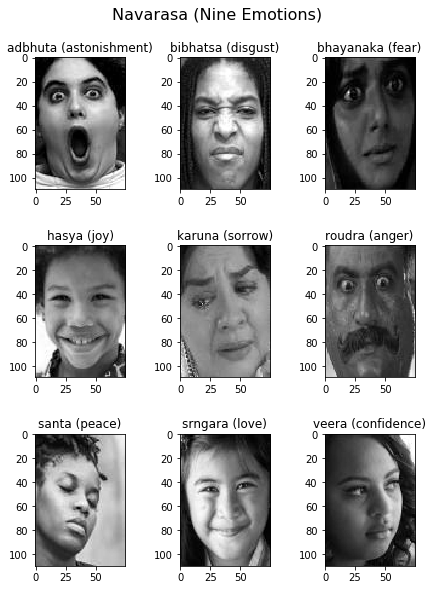 Navarasa (Nine Emotions)
adbhuta (astonishment) bibhatsa (disgust) bhayanaka (fear)
0 0 0
20 20 20
40 40 40
60 60 60
80 80 80
100 100 100
0 25 50 0 25 50 0 25 50
hasya (joy) karuna (sorrow) roudra (anger)
0 0 0
20 20 20
40 40 40
60 60 60
80 80 80
100 100 100
0 25 50 0 25 50 0 25 50
santa (peace) srngara (love) veera (confidence)
0 0 0
20 20 20
40 40 40
60 60 60
80 80 80
100 100 100
0 25 50 0 25 50 0 25 50